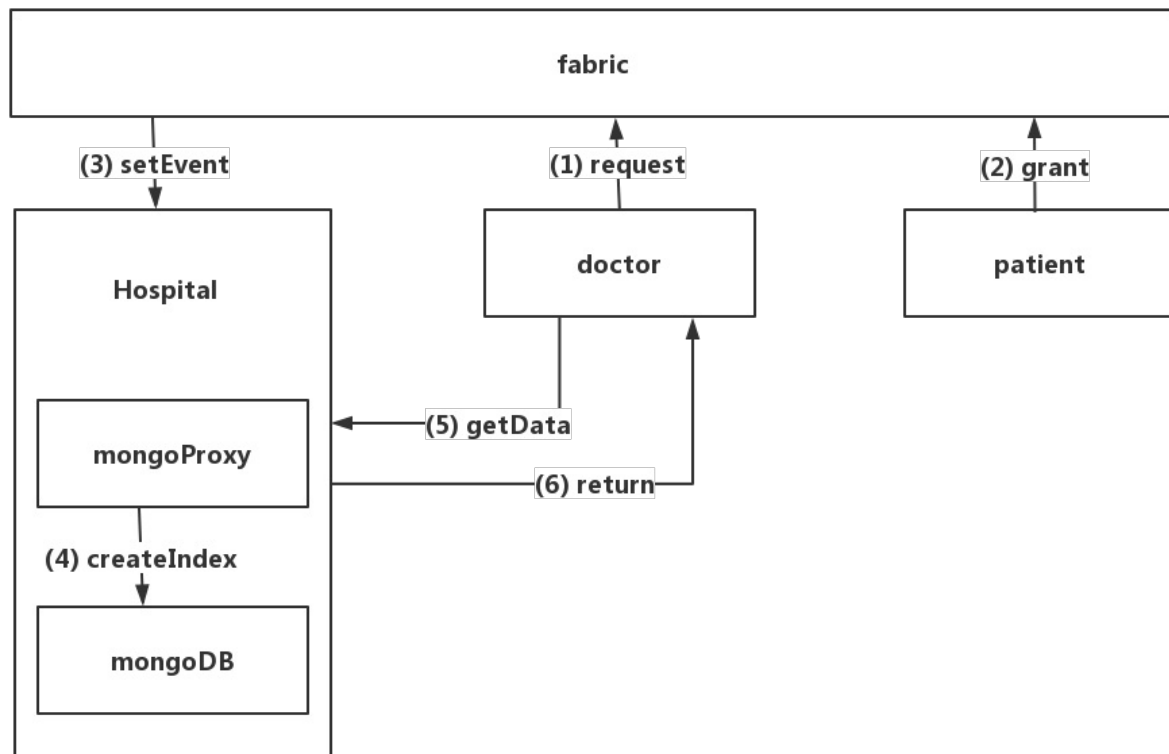 fabric
(3) setEvent
(1) request
(2) grant
Hospital
doctor
patient
(5) getData
mongoProxy
(6) return
(4) createIndex
mongoDB